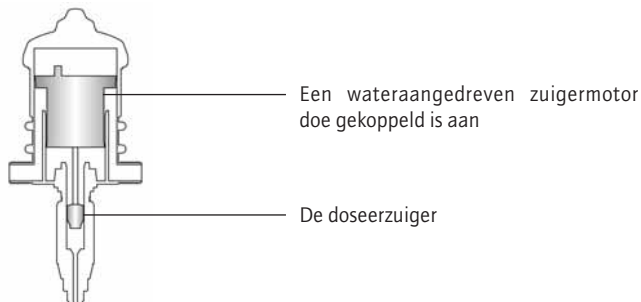 Een wateraangedreven zuigermotor
doe gekoppeld is aan
De doseerzuiger